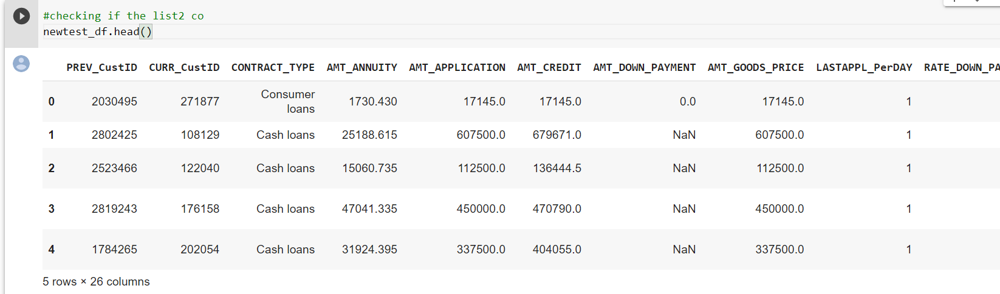 #checking if the list2 co
newtest_df.head()
PREV_CustID CURR_CustID CONTRACT_TYPE AMT_ANNUITY AMT_APPLICATION AMT_CREDIT AMT_DOWN_PAYMENT AMT_GOODS_PRICE LASTAPPL_PerDAY RATE_DOWN_PA
0 2030495 271877 Consumer loans 1730.430 17145.0 17145.0 0.0 17145.0 1
1 2802425 108129 Cash loans 25188.615 607500.0 679671.0 NaN 607500.0 1
2 2523466 122040 Cash loans 15060.735 112500.0 136444.5 NaN 112500.0 1
3 2819243 176158 Cash loans 47041.335 450000.0 470790.0 NaN 450000.0 1
4 1784265 202054 Cash loans 31924.395 337500.0 404055.0 NaN 337500.0 1
5 rows × 26 columns